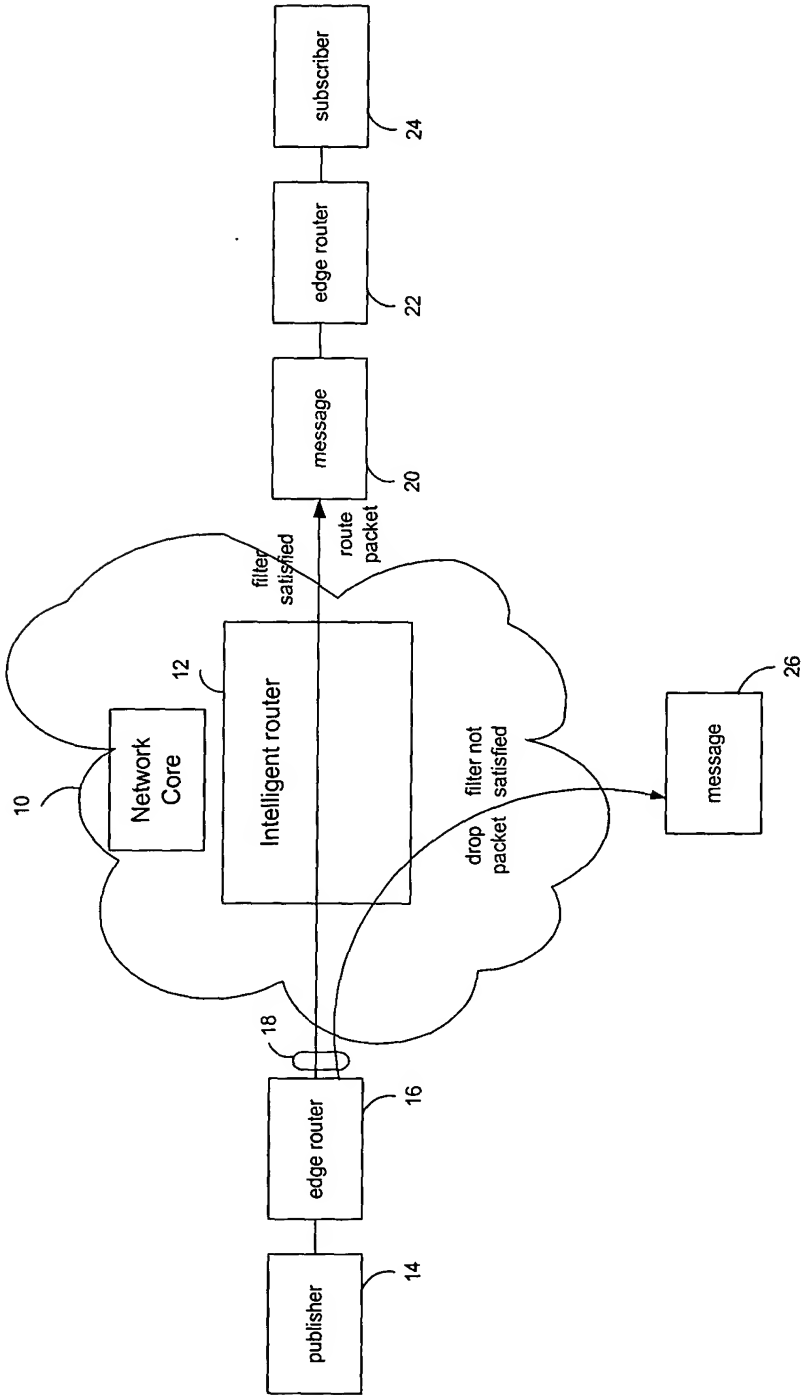 10
Network
Core
12
Intelligent router
publisher
14
edge router
16
18
filter
satisfied
route
packet
message
20
edge router
22
subscriber
24
drop
packet
filter not
satisfied
message
26